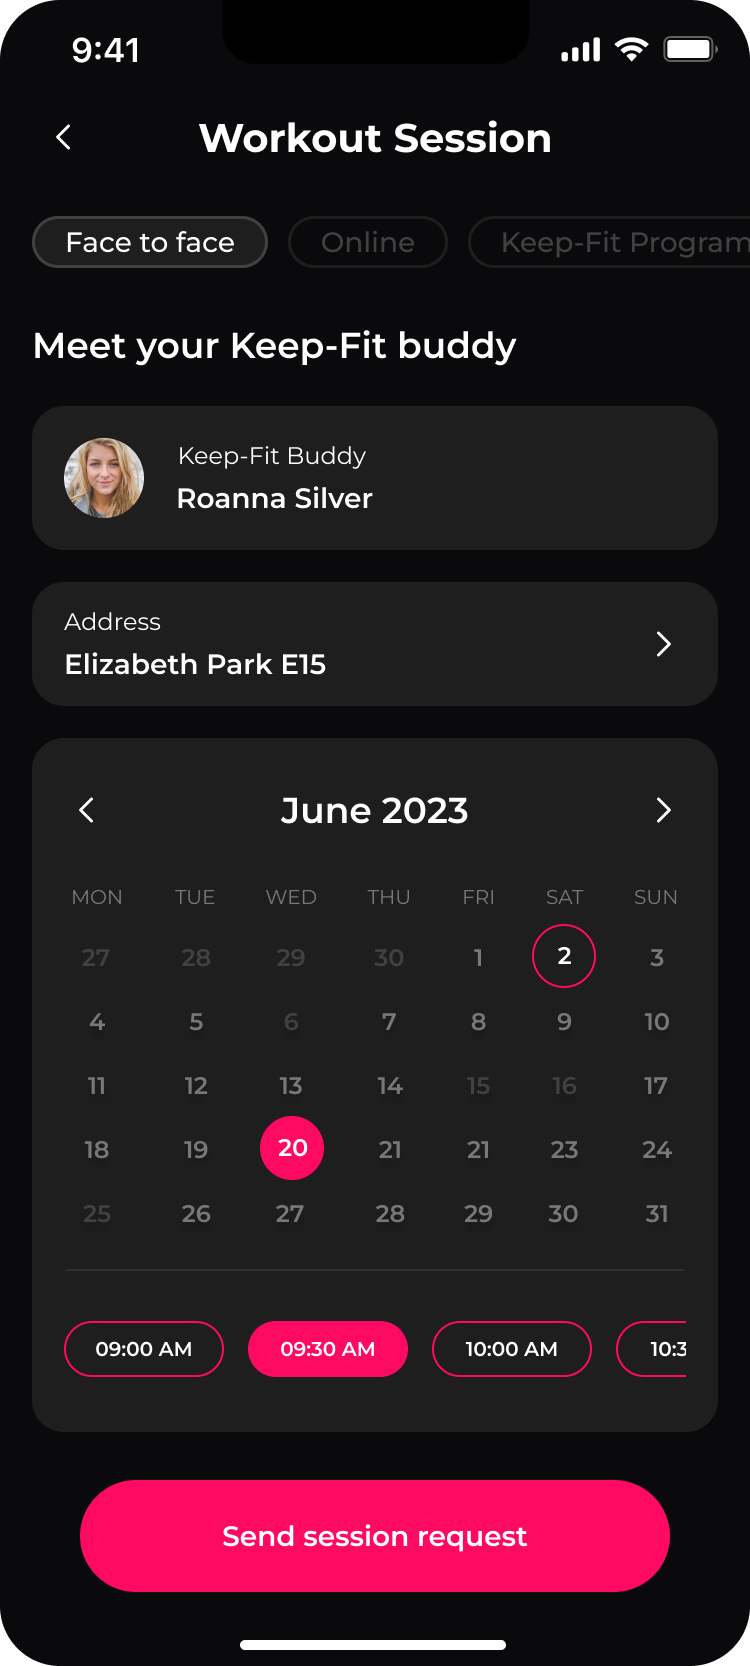 9:41
Workout Session
Face to face Online Keep-Fit Program
Meet your Keep-Fit buddy
Keep-Fit Buddy
Roanna Silver
Address
Elizabeth Park E15
June 2023
MON TUE WED THU FRI SAT SUN
27 28 29 30 1 2 3
4 5 6 7 8 9 10
11 12 13 14 15 16 17
18 19 20 21 21 23 24
25 26 27 28 29 30 31
09:00 AM 09:30 AM 10:00 AM 10:3
Send session request